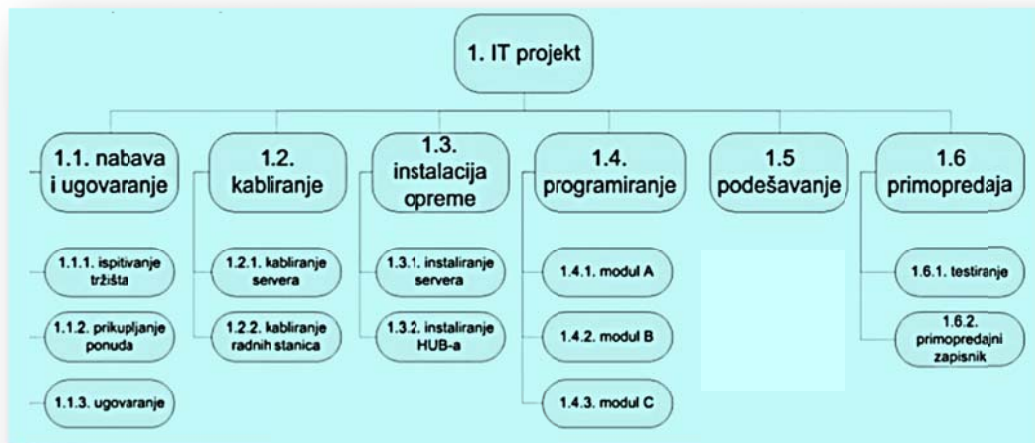 1. IT projekt
1.1. nabava
i ugovaranje
1.2.
kabliranje
1.3.
instalacija
opreme
1.4.
programiranje
1.5
podešavanje
1.6
primopredaja
1.1.1. ispitivanje
tržišta
1.1.2. prikupljanje
ponuda
1.1.3. ugovaranje
1.2.1. kabliranje
servera
1.2.2. kabliranje
radnih stanica
1.3.1. instaliranje
servera
1.3.2. instaliranje
HUB-a
1.4.1. modul A
1.4.2. modul B
1.4.3. modul C
1.6.1. testiranje
1.6.2.
primopredajni
zapisnik